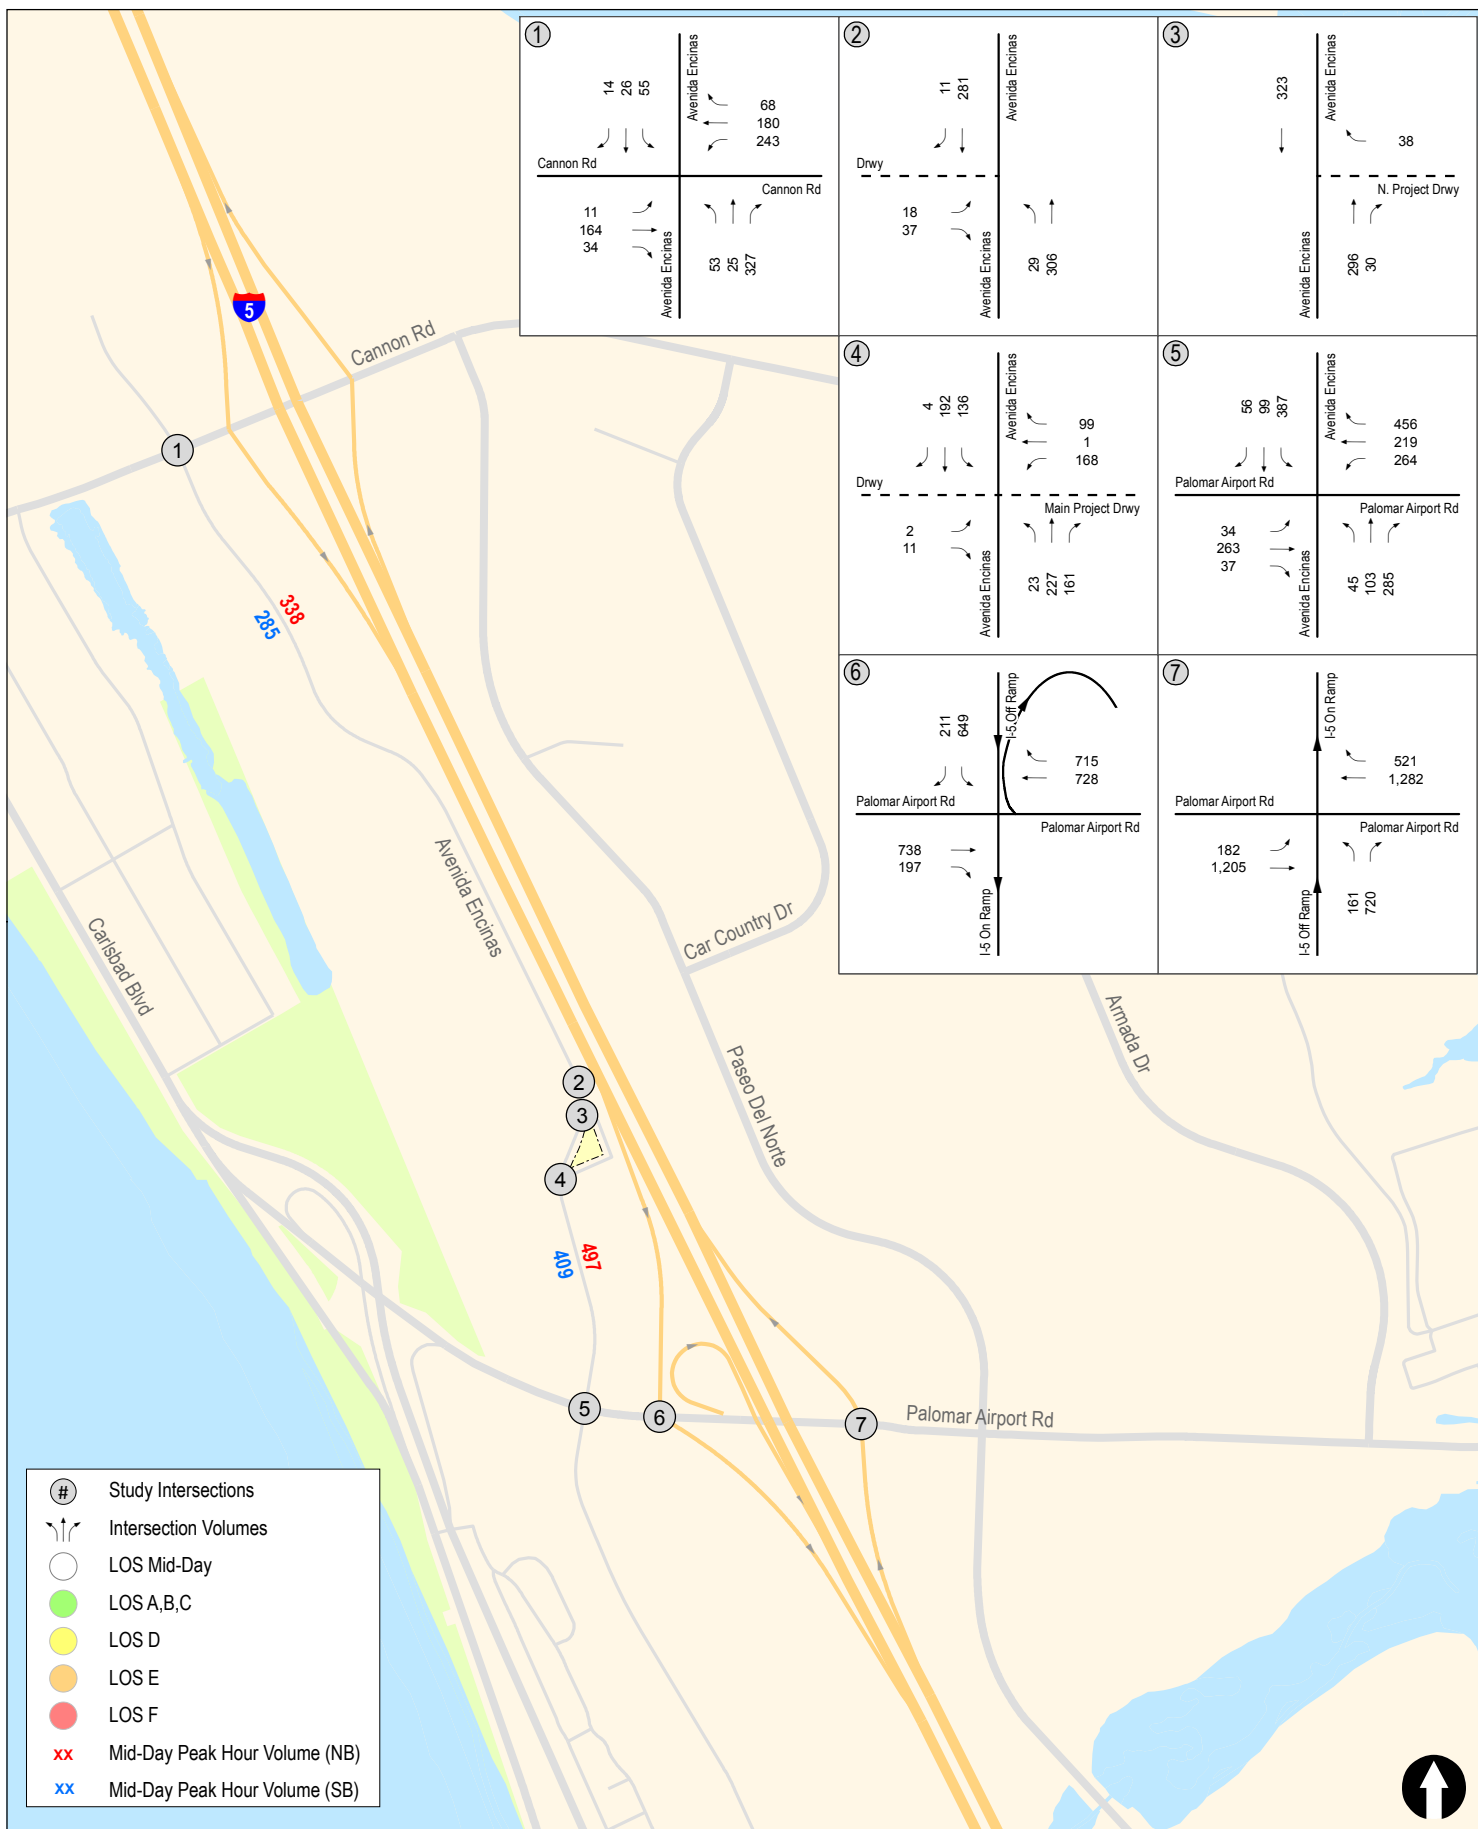 1
14
26
55
Avenida Encinas
68
180
243
Cannon Rd
Cannon Rd
11
164
34
Avenida Encinas
53
25
327
2
11
281
Avenida Encinas
Drwy
18
37
Avenida Encinas
29
306
3
323
Avenida Encinas
38
N. Project Drwy
Avenida Encinas
296
30
4
4
192
136
Avenida Encinas
99
1
168
Drwy
Main Project Drwy
2
11
Avenida Encinas
23
227
161
5
56
99
387
Avenida Encinas
456
219
264
Palomar Airport Rd
Palomar Airport Rd
34
263
37
Avenida Encinas
45
103
285
6
211
649
I-5 Off Ramp
715
728
Palomar Airport Rd
Palomar Airport Rd
738
197
I-5 On Ramp
7
I-5 On Ramp
521
1,282
Palomar Airport Rd
Palomar Airport Rd
182
1,205
I-5 Off Ramp
161
720
5
Cannon Rd
1
338
285
Avenida Encinas
Car Country Dr
Carlsbad Blvd
Armada Dr
Paseo Del Norte
2
3
4
409
497
5
6
7
Palomar Airport Rd
# Study Intersections
Intersection Volumes
LOS Mid-Day
LOS A,B,C
LOS D
LOS E
LOS F
xx Mid-Day Peak Hour Volume (NB)
xx Mid-Day Peak Hour Volume (SB)